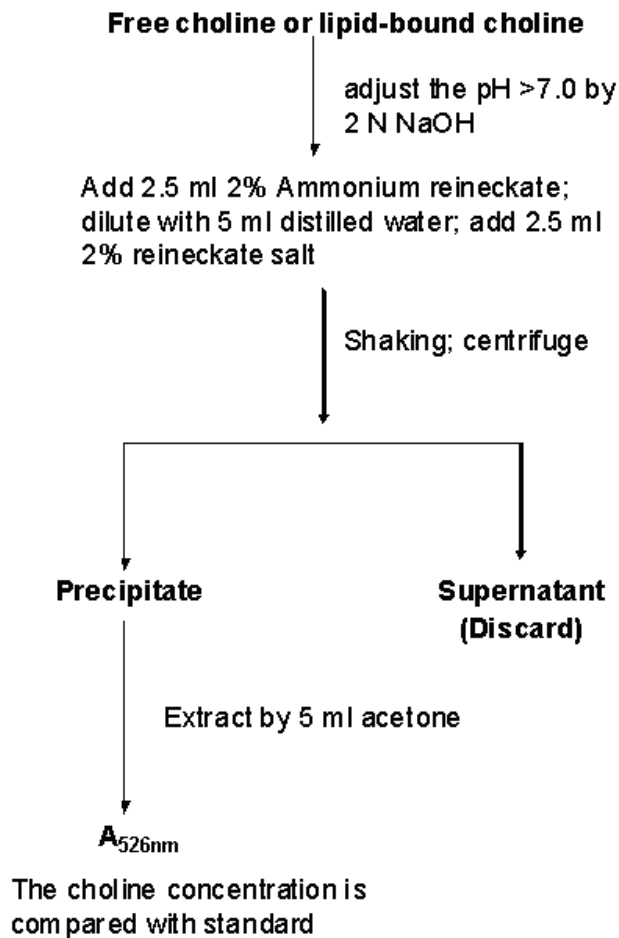 Free choline or lipid-bound choline
adjust the pH >7.0 by
2 N NaOH
Add 2.5 ml 2% Ammonium reineckate;
dilute with 5 ml distilled water; add 2.5 ml
2% reineckate salt
Shaking; centrifuge
Precipitate
Supernatant
(Discard)
Extract by 5 ml acetone
A526nm
The choline concentration is
compared with standard